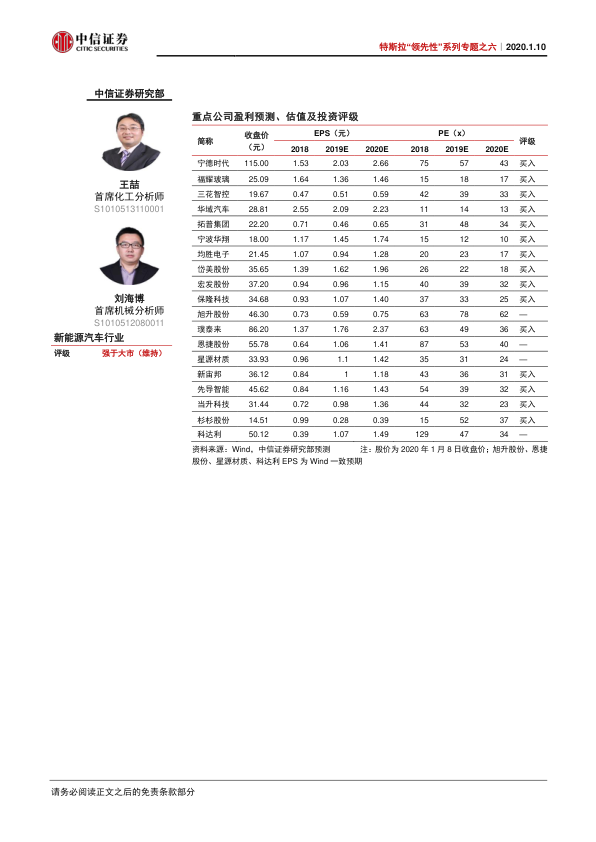 中信证券
CITIC SECURITIES
特斯拉“领先性”系列专题之六｜2020.1.10
中信证券研究部
王喆
首席化工分析师
S1010513110001
刘海博
首席机械分析师
S1010512080011
新能源汽车行业
评级 强于大市（维持）
重点公司盈利预测、估值及投资评级
简称 收盘价（元） EPS（元） PE（x） 评级
2018 2019E 2020E 2018 2019E 2020E
宁德时代 115.00 1.53 2.03 2.66 75 57 43 买入
福耀玻璃 25.09 1.64 1.36 1.46 15 18 17 买入
三花智控 19.67 0.47 0.51 0.59 42 39 33 买入
华域汽车 28.81 2.55 2.09 2.23 11 14 13 买入
拓普集团 22.20 0.71 0.46 0.65 31 48 34 买入
宁波华翔 18.00 1.17 1.45 1.74 15 12 10 买入
均胜电子 21.45 1.07 0.94 1.28 20 23 17 买入
岱美股份 35.65 1.39 1.62 1.96 26 22 18 买入
宏发股份 37.20 0.94 0.96 1.15 40 39 32 买入
保隆科技 34.68 0.93 1.07 1.40 37 33 25 买入
旭升股份 46.30 0.73 0.59 0.75 63 78 62 —
璞泰来 86.20 1.37 1.76 2.37 63 49 36 买入
恩捷股份 55.78 0.64 1.06 1.41 87 53 40 —
星源材质 33.93 0.96 1.1 1.42 35 31 24 —
新宙邦 36.12 0.84 1 1.18 43 36 31 买入
先导智能 45.62 0.84 1.16 1.43 54 39 32 买入
当升科技 31.44 0.72 0.98 1.36 44 32 23 买入
杉杉股份 14.51 0.99 0.28 0.39 15 52 37 买入
科达利 50.12 0.39 1.07 1.49 129 47 34 —
资料来源：Wind，中信证券研究部预测 注：股价为 2020 年 1 月 8 日收盘价；旭升股份、恩捷
股份、星源材质、科达利 EPS 为 Wind 一致预期
请务必阅读正文之后的免责条款部分